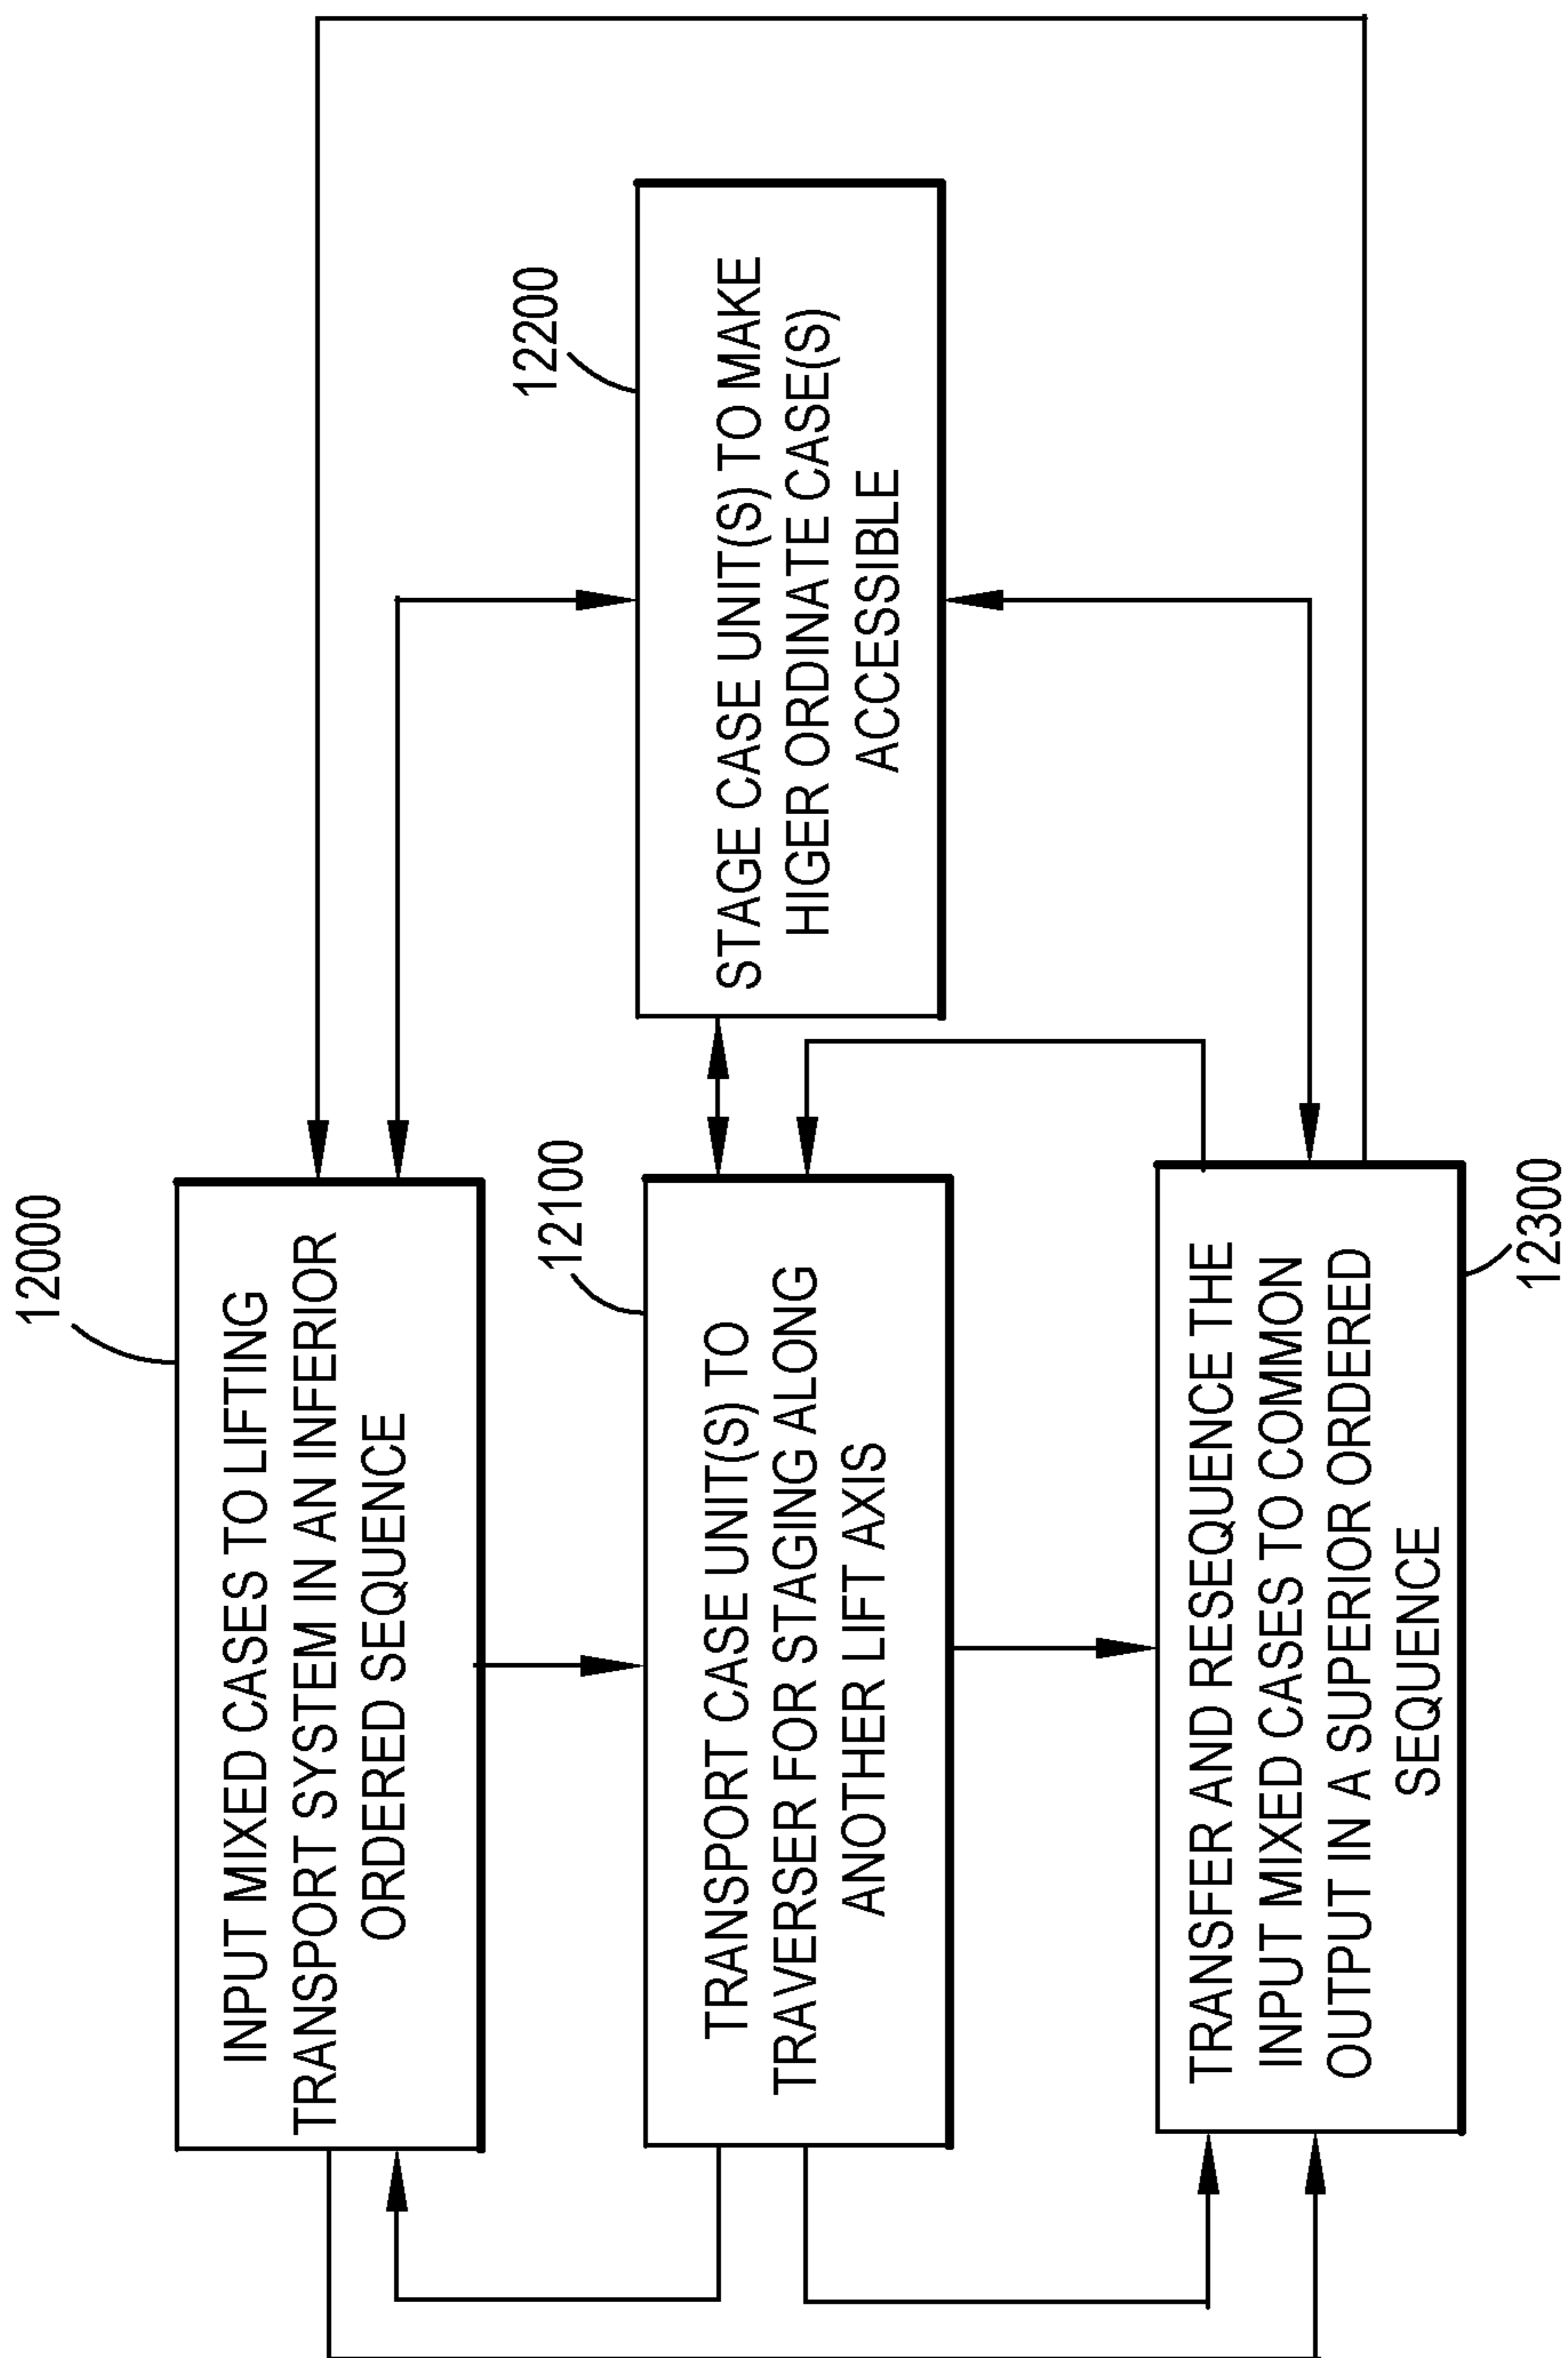 12000
INPUT MIXED CASES TO LIFTING
TRANSPORT SYSTEM IN AN INFERIOR
ORDERED SEQUENCE
12100
TRANSPORT CASE UNIT(S) TO
TRAVERSER FOR STAGING ALONG
ANOTHER LIFT AXIS
12200
STAGE CASE UNIT(S) TO MAKE
HIGER ORDINATE CASE(S)
ACCESSIBLE
12300
TRANSFER AND RESEQUENCE THE
INPUT MIXED CASES TO COMMON
OUTPUT IN A SUPERIOR ORDERED
SEQUENCE